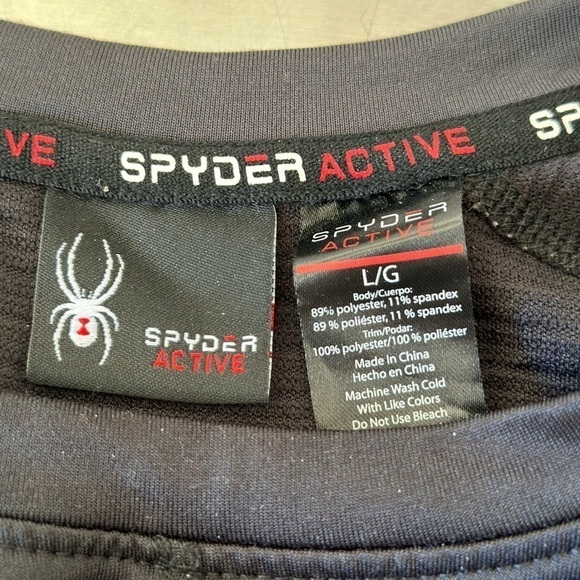 VE SPYDER ACTIVE SP
SPYDER
ACTIVE
SPYDER
ACTIVE
L/G
Body/Cuerpo:
89% polyester, 11% spandex
89 % poliéster, 11 % spandex
Trim/Podar:
100% polyester/100 % poliéster
Made in China
Hecho en China
Machine Wash Cold
With Like Colors
Do Not Use Bleach